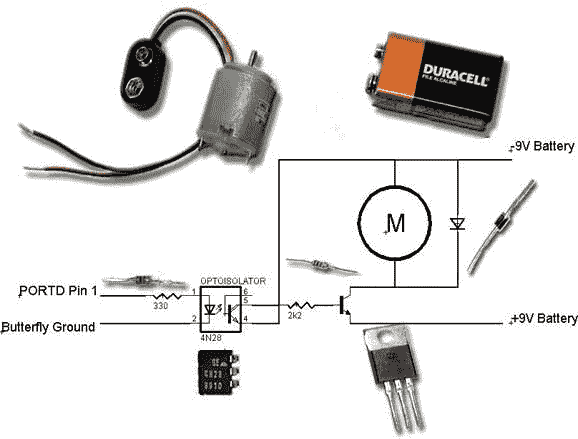 DURACELL
-9V Battery
M
OPTOISOLATOR
PORTD Pin 1
1
6
5
330
2k2
Butterfly Ground
2
4
+9V Battery
4N28